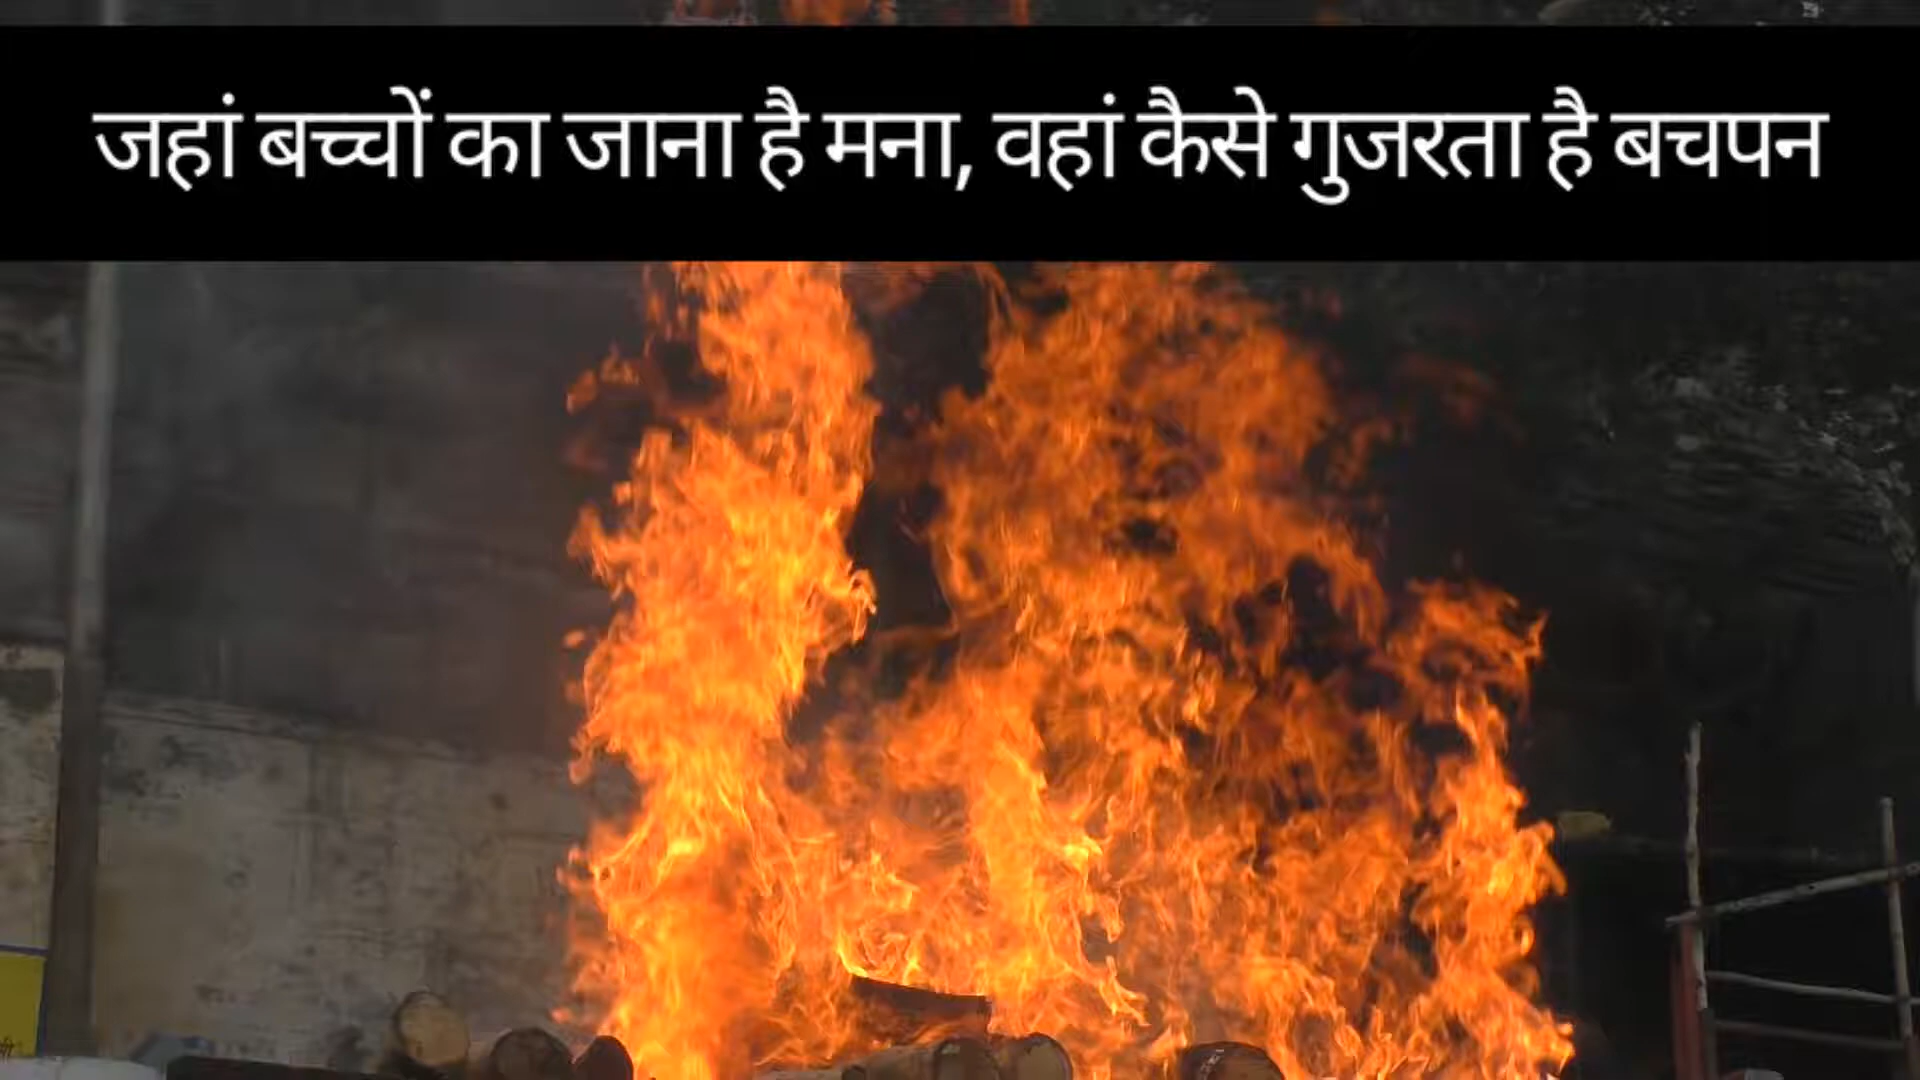 जहां बच्चों का जाना है मना, वहां कैसे गुजरता है बचपन